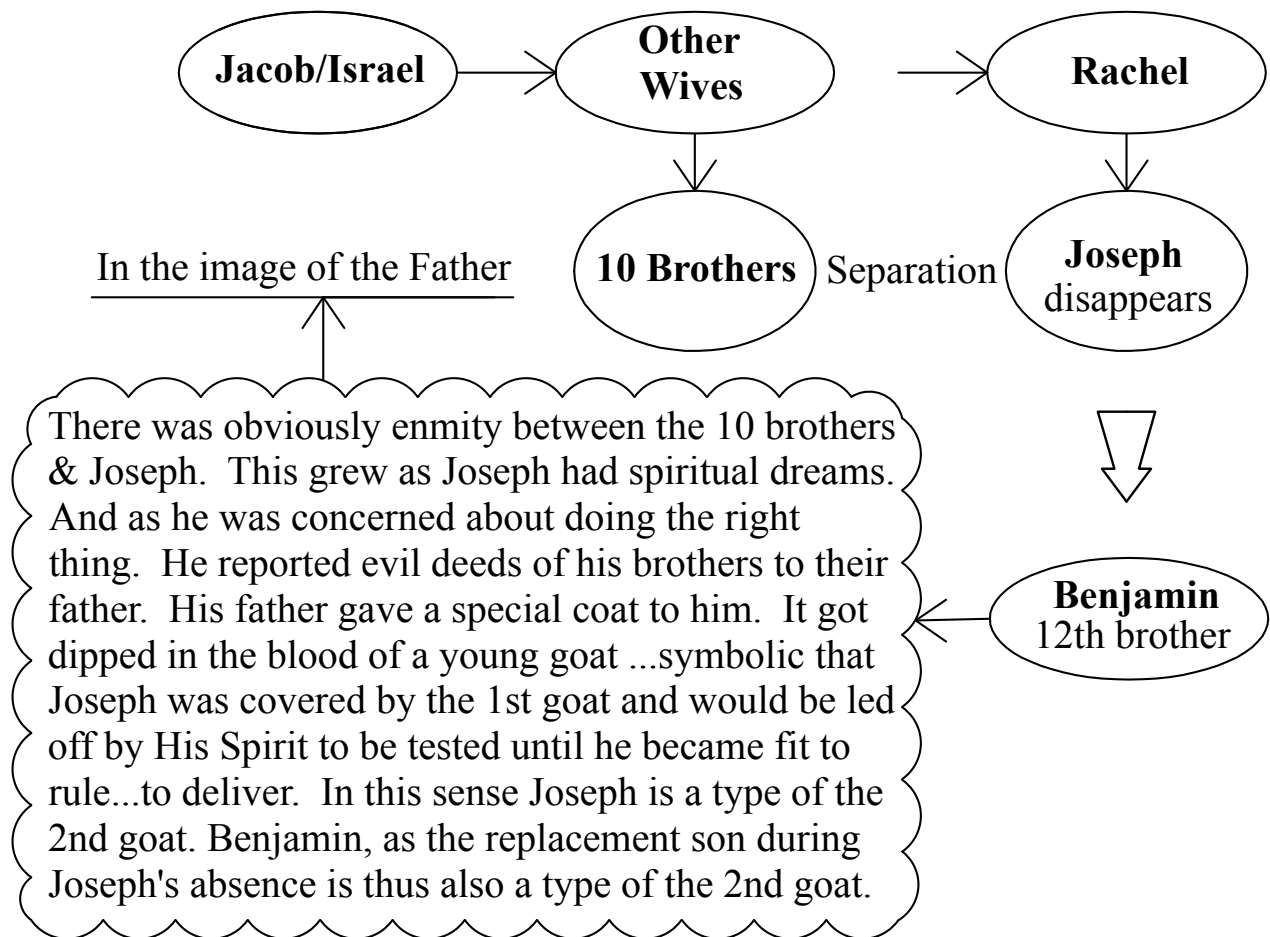 Jacob/Israel
Other
Wives
Rachel
In the image of the Father
10 Brothers
Separation
Joseph
disappears
There was obviously enmity between the 10 brothers
& Joseph.  This grew as Joseph had spiritual dreams.
And as he was concerned about doing the right
thing.  He reported evil deeds of his brothers to their
father.  His father gave a special coat to him.  It got
dipped in the blood of a young goat ...symbolic that
Joseph was covered by the 1st goat and would be led
off by His Spirit to be tested until he became fit to
rule...to deliver.  In this sense Joseph is a type of the
2nd goat. Benjamin, as the replacement son during
Joseph's absence is thus also a type of the 2nd goat.
Benjamin
12th brother